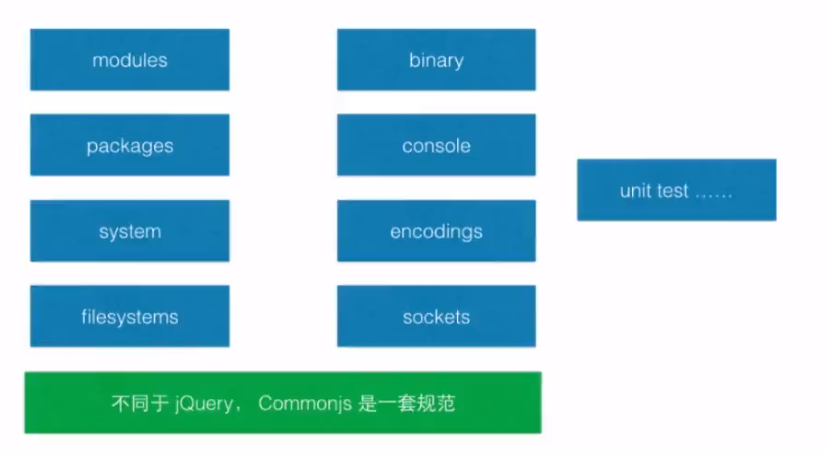 modules
packages
system
filesystems
binary
console
encodings
sockets
unit test ……
不同于 jQuery， Commonjs 是一套规范